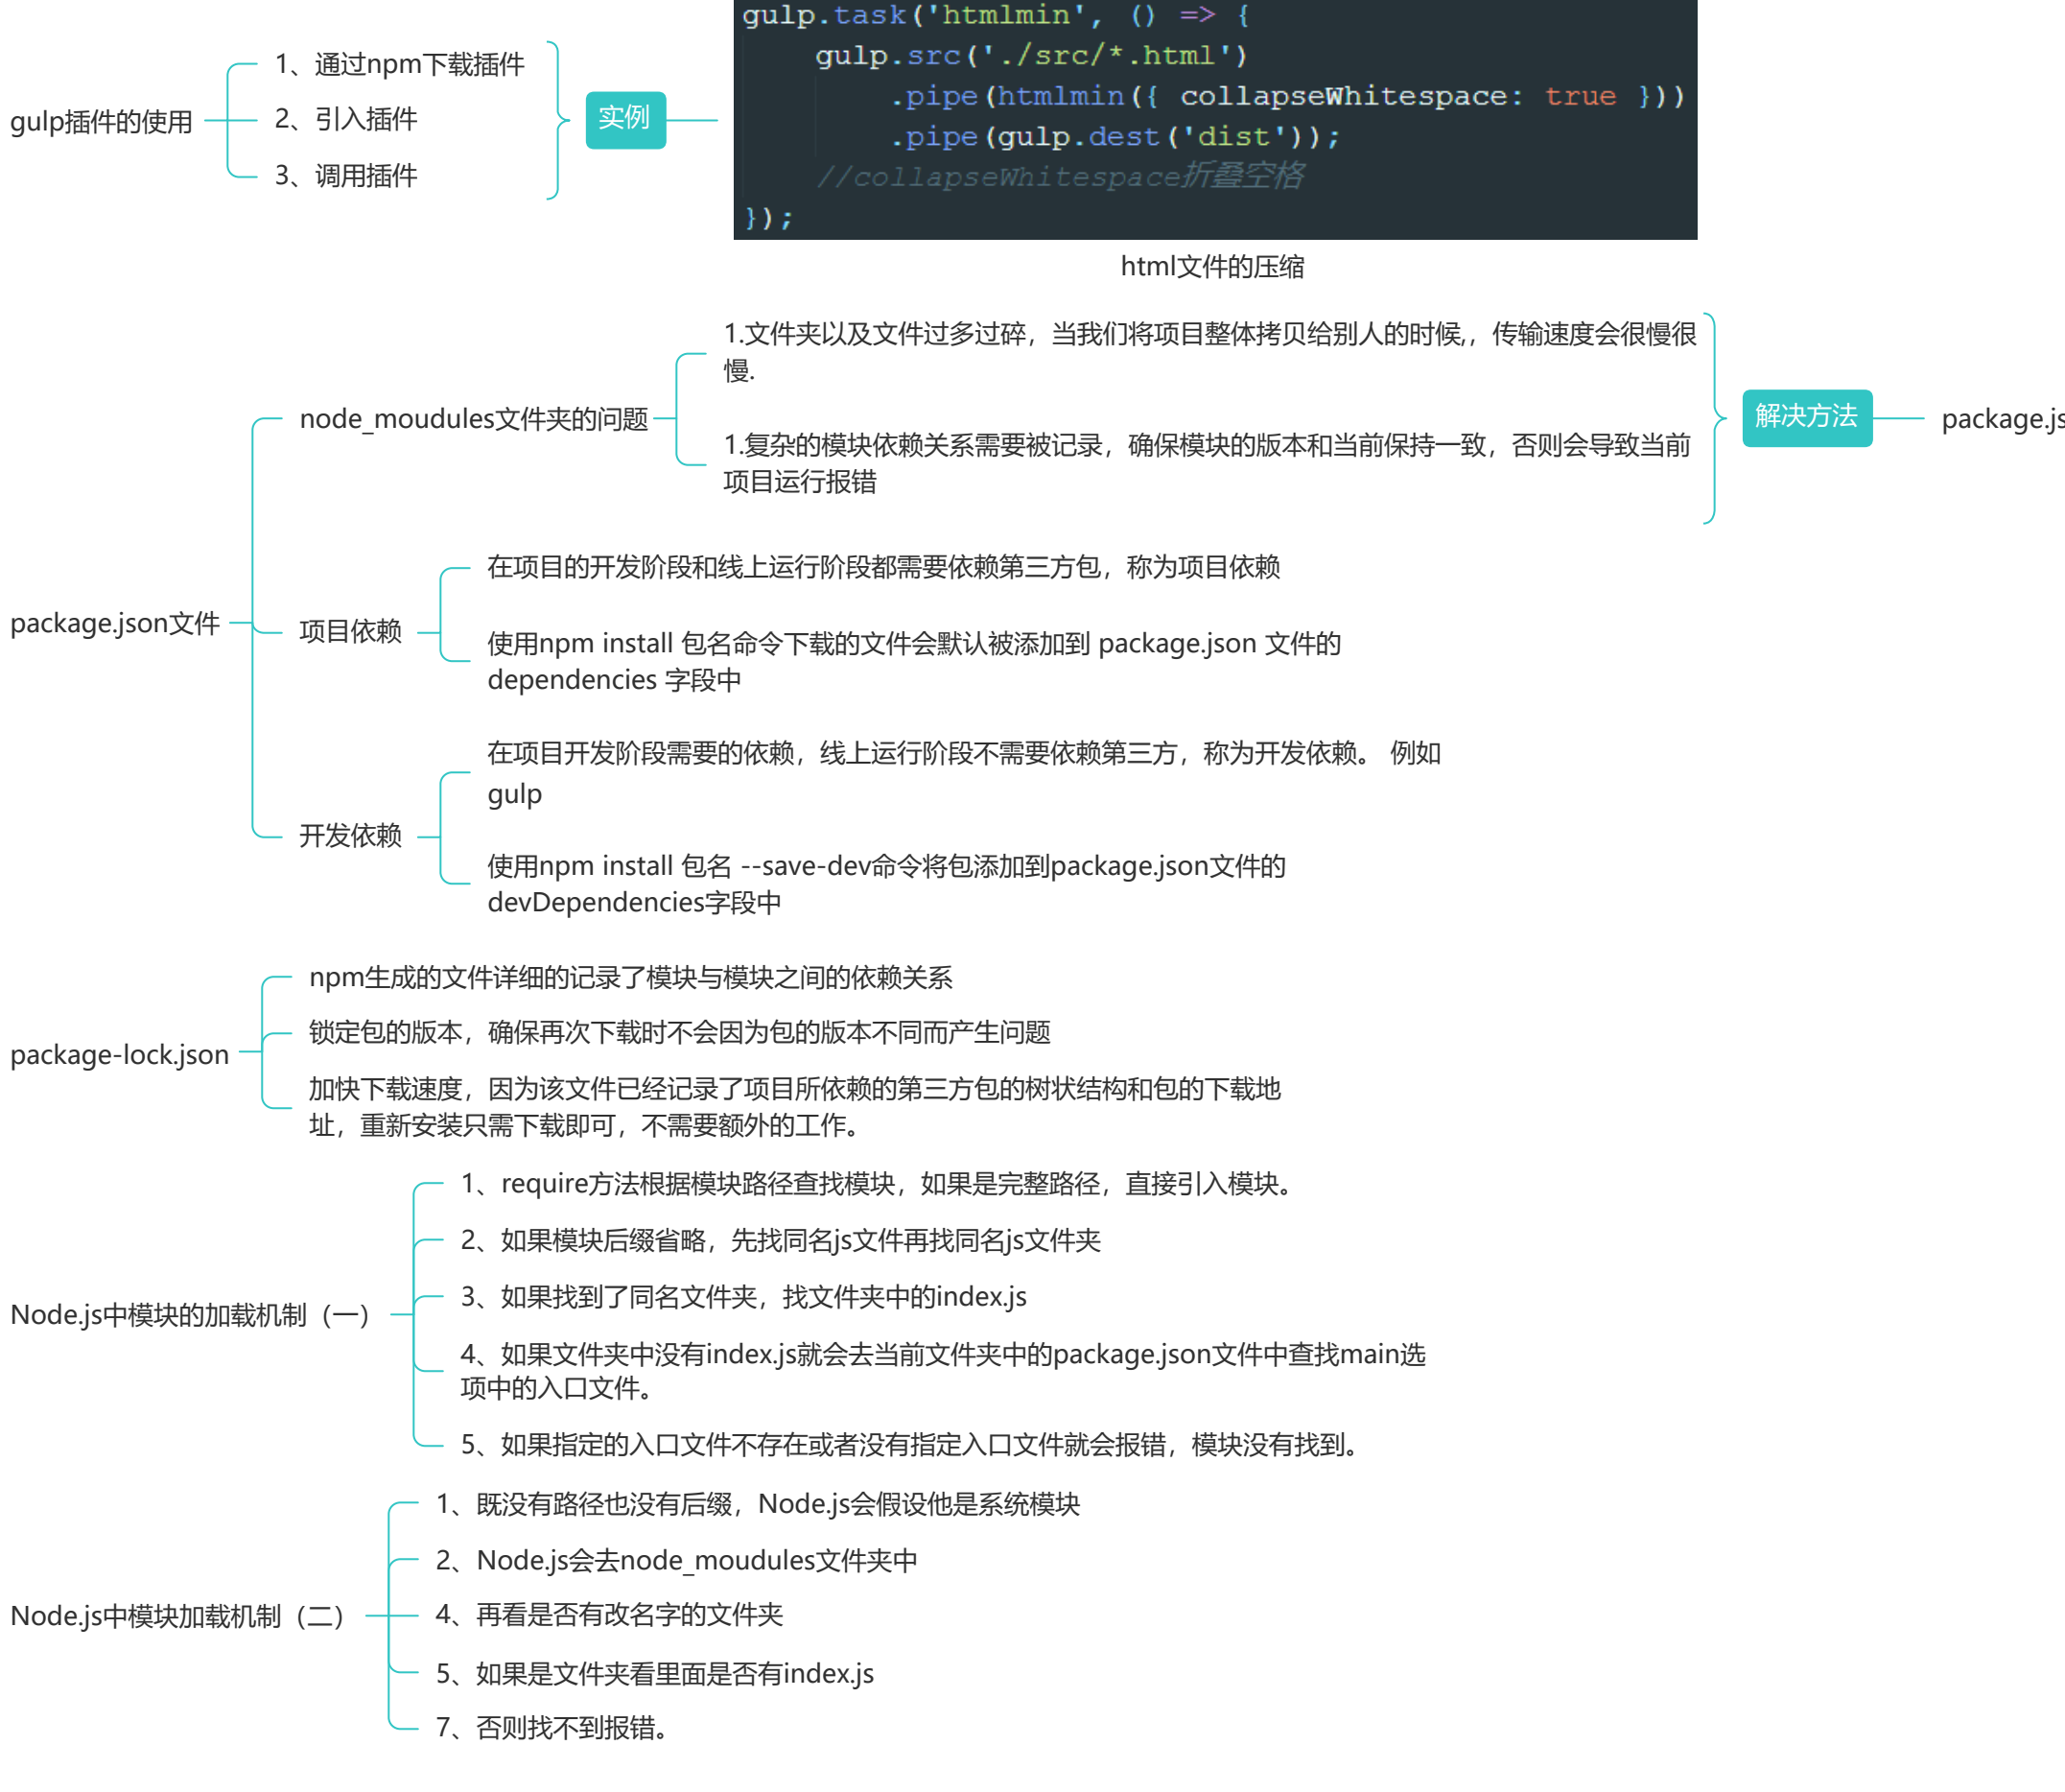 gulp插件的使用
1、通过npm下载插件
2、引入插件
3、调用插件
实例
gulp.task('htmlmin', () => {
gulp.src('./src/*.html')
.pipe(htmlmin({ collapseWhitespace: true }))
.pipe(gulp.dest('dist'));
//collapseWhitespace折叠空格
});
html文件的压缩
package.json文件
node_moudules文件夹的问题
1.文件夹以及文件过多过碎，当我们将项目整体拷贝给别人的时候,，传输速度会很慢很
慢.
1.复杂的模块依赖关系需要被记录，确保模块的版本和当前保持一致，否则会导致当前
项目运行报错
解决方法
package.js
项目依赖
在项目的开发阶段和线上运行阶段都需要依赖第三方包，称为项目依赖
使用npm install 包名命令下载的文件会默认被添加到 package.json 文件的
dependencies 字段中
开发依赖
在项目开发阶段需要的依赖，线上运行阶段不需要依赖第三方，称为开发依赖。 例如
gulp
使用npm install 包名 --save-dev命令将包添加到package.json文件的
devDependencies字段中
package-lock.json
npm生成的文件详细的记录了模块与模块之间的依赖关系
锁定包的版本，确保再次下载时不会因为包的版本不同而产生问题
加快下载速度，因为该文件已经记录了项目所依赖的第三方包的树状结构和包的下载地
址，重新安装只需下载即可，不需要额外的工作。
Node.js中模块的加载机制（一）
1、require方法根据模块路径查找模块，如果是完整路径，直接引入模块。
2、如果模块后缀省略，先找同名js文件再找同名js文件夹
3、如果找到了同名文件夹，找文件夹中的index.js
4、如果文件夹中没有index.js就会去当前文件夹中的package.json文件中查找main选
项中的入口文件。
5、如果指定的入口文件不存在或者没有指定入口文件就会报错，模块没有找到。
Node.js中模块加载机制（二）
1、既没有路径也没有后缀，Node.js会假设他是系统模块
2、Node.js会去node_moudules文件夹中
4、再看是否有改名字的文件夹
5、如果是文件夹看里面是否有index.js
7、否则找不到报错。